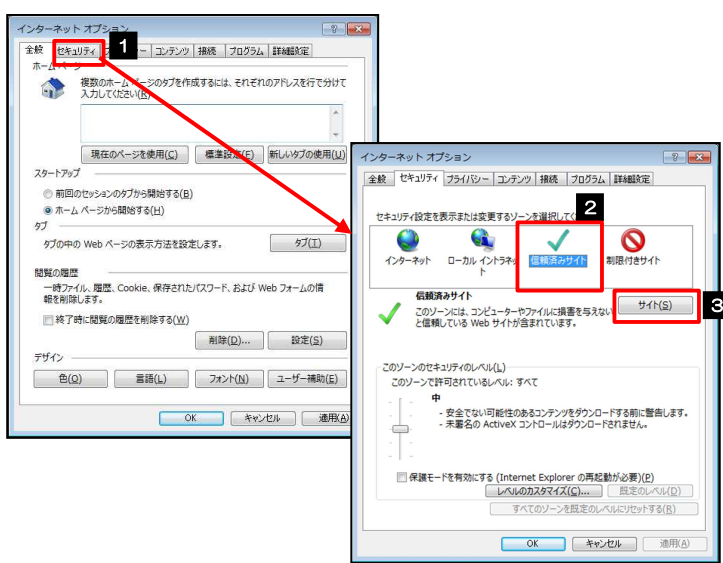 インターネット オプション
1
全般 セキュリティ コンテンツ 接続 プログラム 詳細設定
ホーム ページ
複数のホーム ページのタブを作成するには、それぞれのアドレスを行で分けて
入力してください(R)
現在のページを使用(C) 標準設定(F) 新しいタブの使用(U)
スタートアップ
前回のセッションのタブから開始する(B)
ホーム ページから開始する(H)
タブ
タブの中の Web ページの表示方法を設定します。 タブ(T)
閲覧の履歴
一時ファイル、履歴、Cookie、保存されたパスワード、および Web フォームの情
報を削除します。
終了時に閲覧の履歴を削除する(W)
削除(D)... 設定(S)
デザイン
色(O) 言語(L) フォント(N) ユーザー補助(E)
OK キャンセル 適用(A)
インターネット オプション
全般 セキュリティ プライバシー コンテンツ 接続 プログラム 詳細設定
セキュリティ設定を表示または変更するゾーンを選択して
2
インターネット ローカル イントラネッ
ト 信頼済みサイト 制限付きサイト
信頼済みサイト
このゾーンには、コンピューターやファイルに損害を与えない
と信頼している Web サイトが含まれています。
サイト(S)
3
このゾーンのセキュリティのレベル(L)
このゾーンで許可されているレベル: すべて
中
- 安全でない可能性のあるコンテンツをダウンロードする前に警告します。
- 未署名の ActiveX コントロールはダウンロードされません。
保護モードを有効にする (Internet Explorer の再起動が必要)(P)
レベルのカスタマイズ(C)... 既定のレベル(D)
すべてのゾーンを既定のレベルにリセットする(R)
OK キャンセル 適用(A)